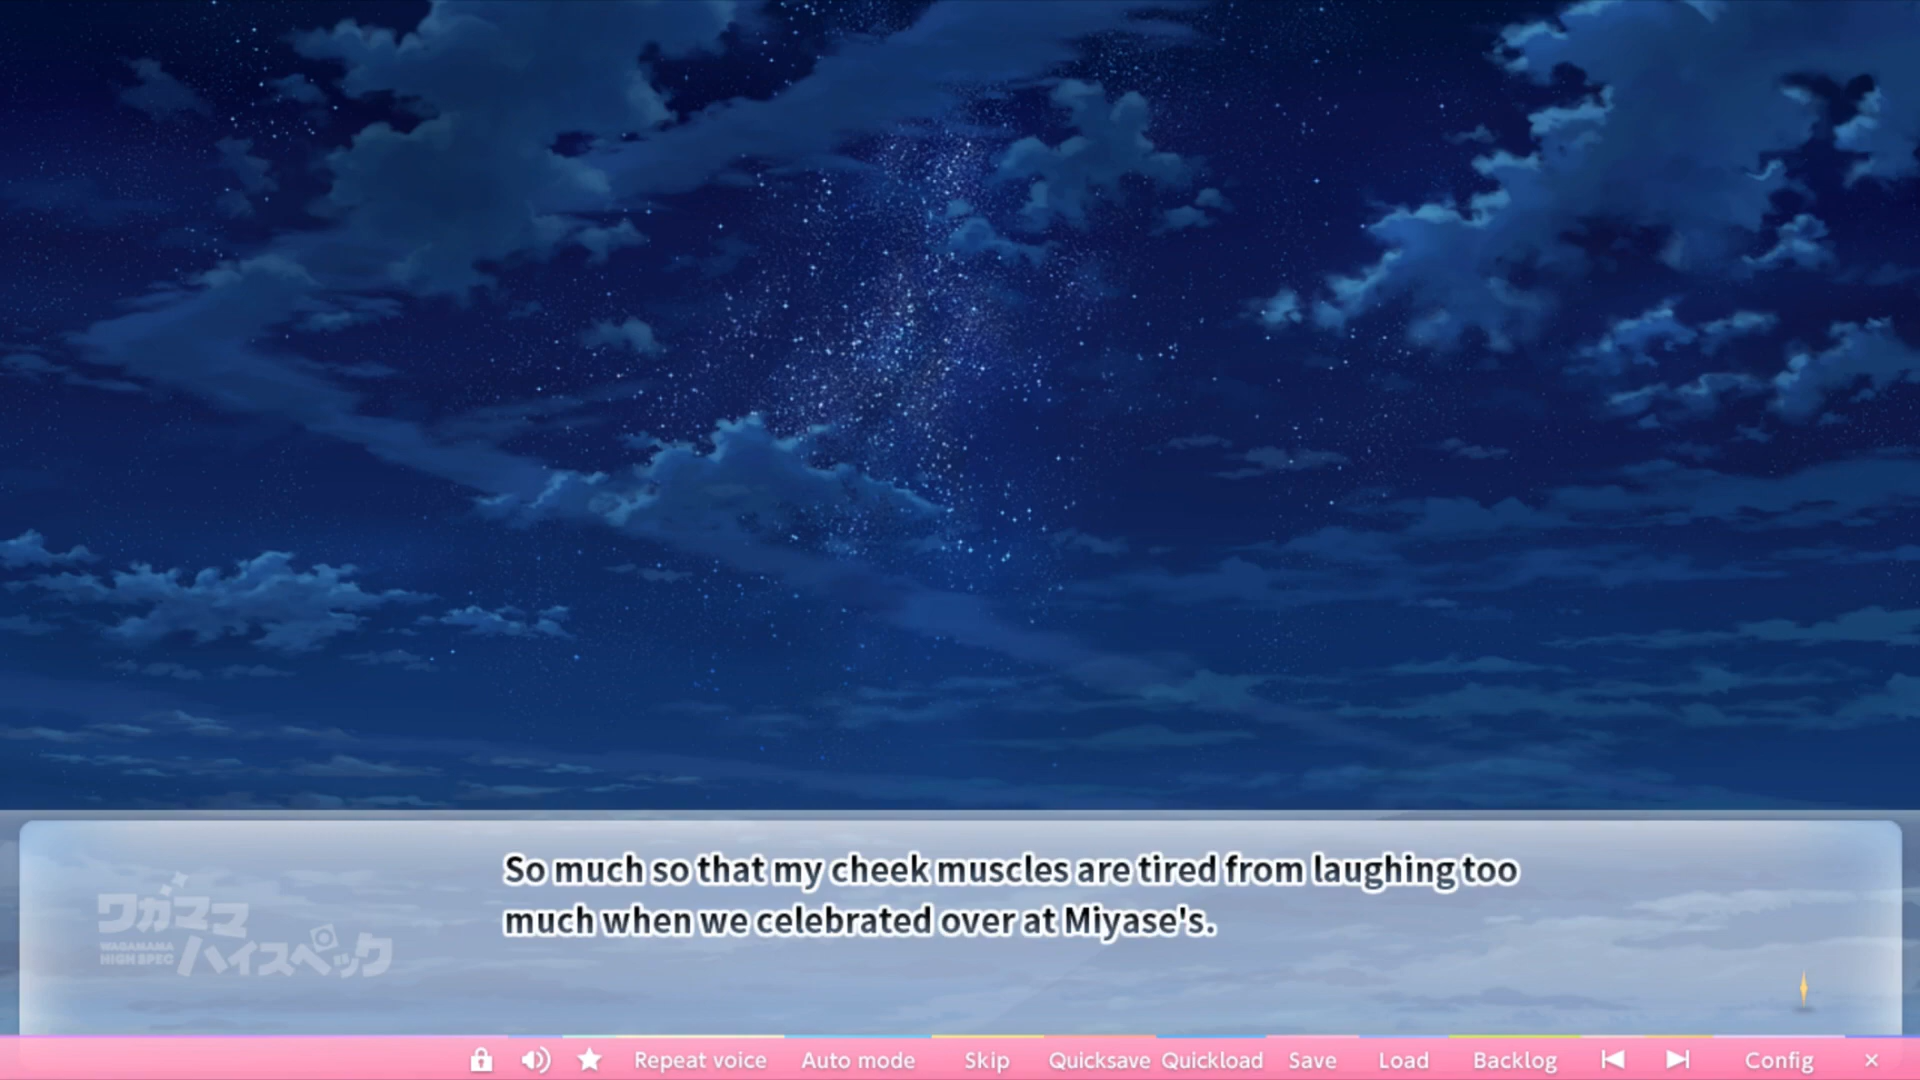 So much so that my cheek muscles are tired from laughing too
much when we celebrated over at Miyase's.
ワガママ
WAGAMAMA
HIGH SPEC
ハイスペック
Repeat voice Auto mode Skip Quicksave Quickload Save Load Backlog Config